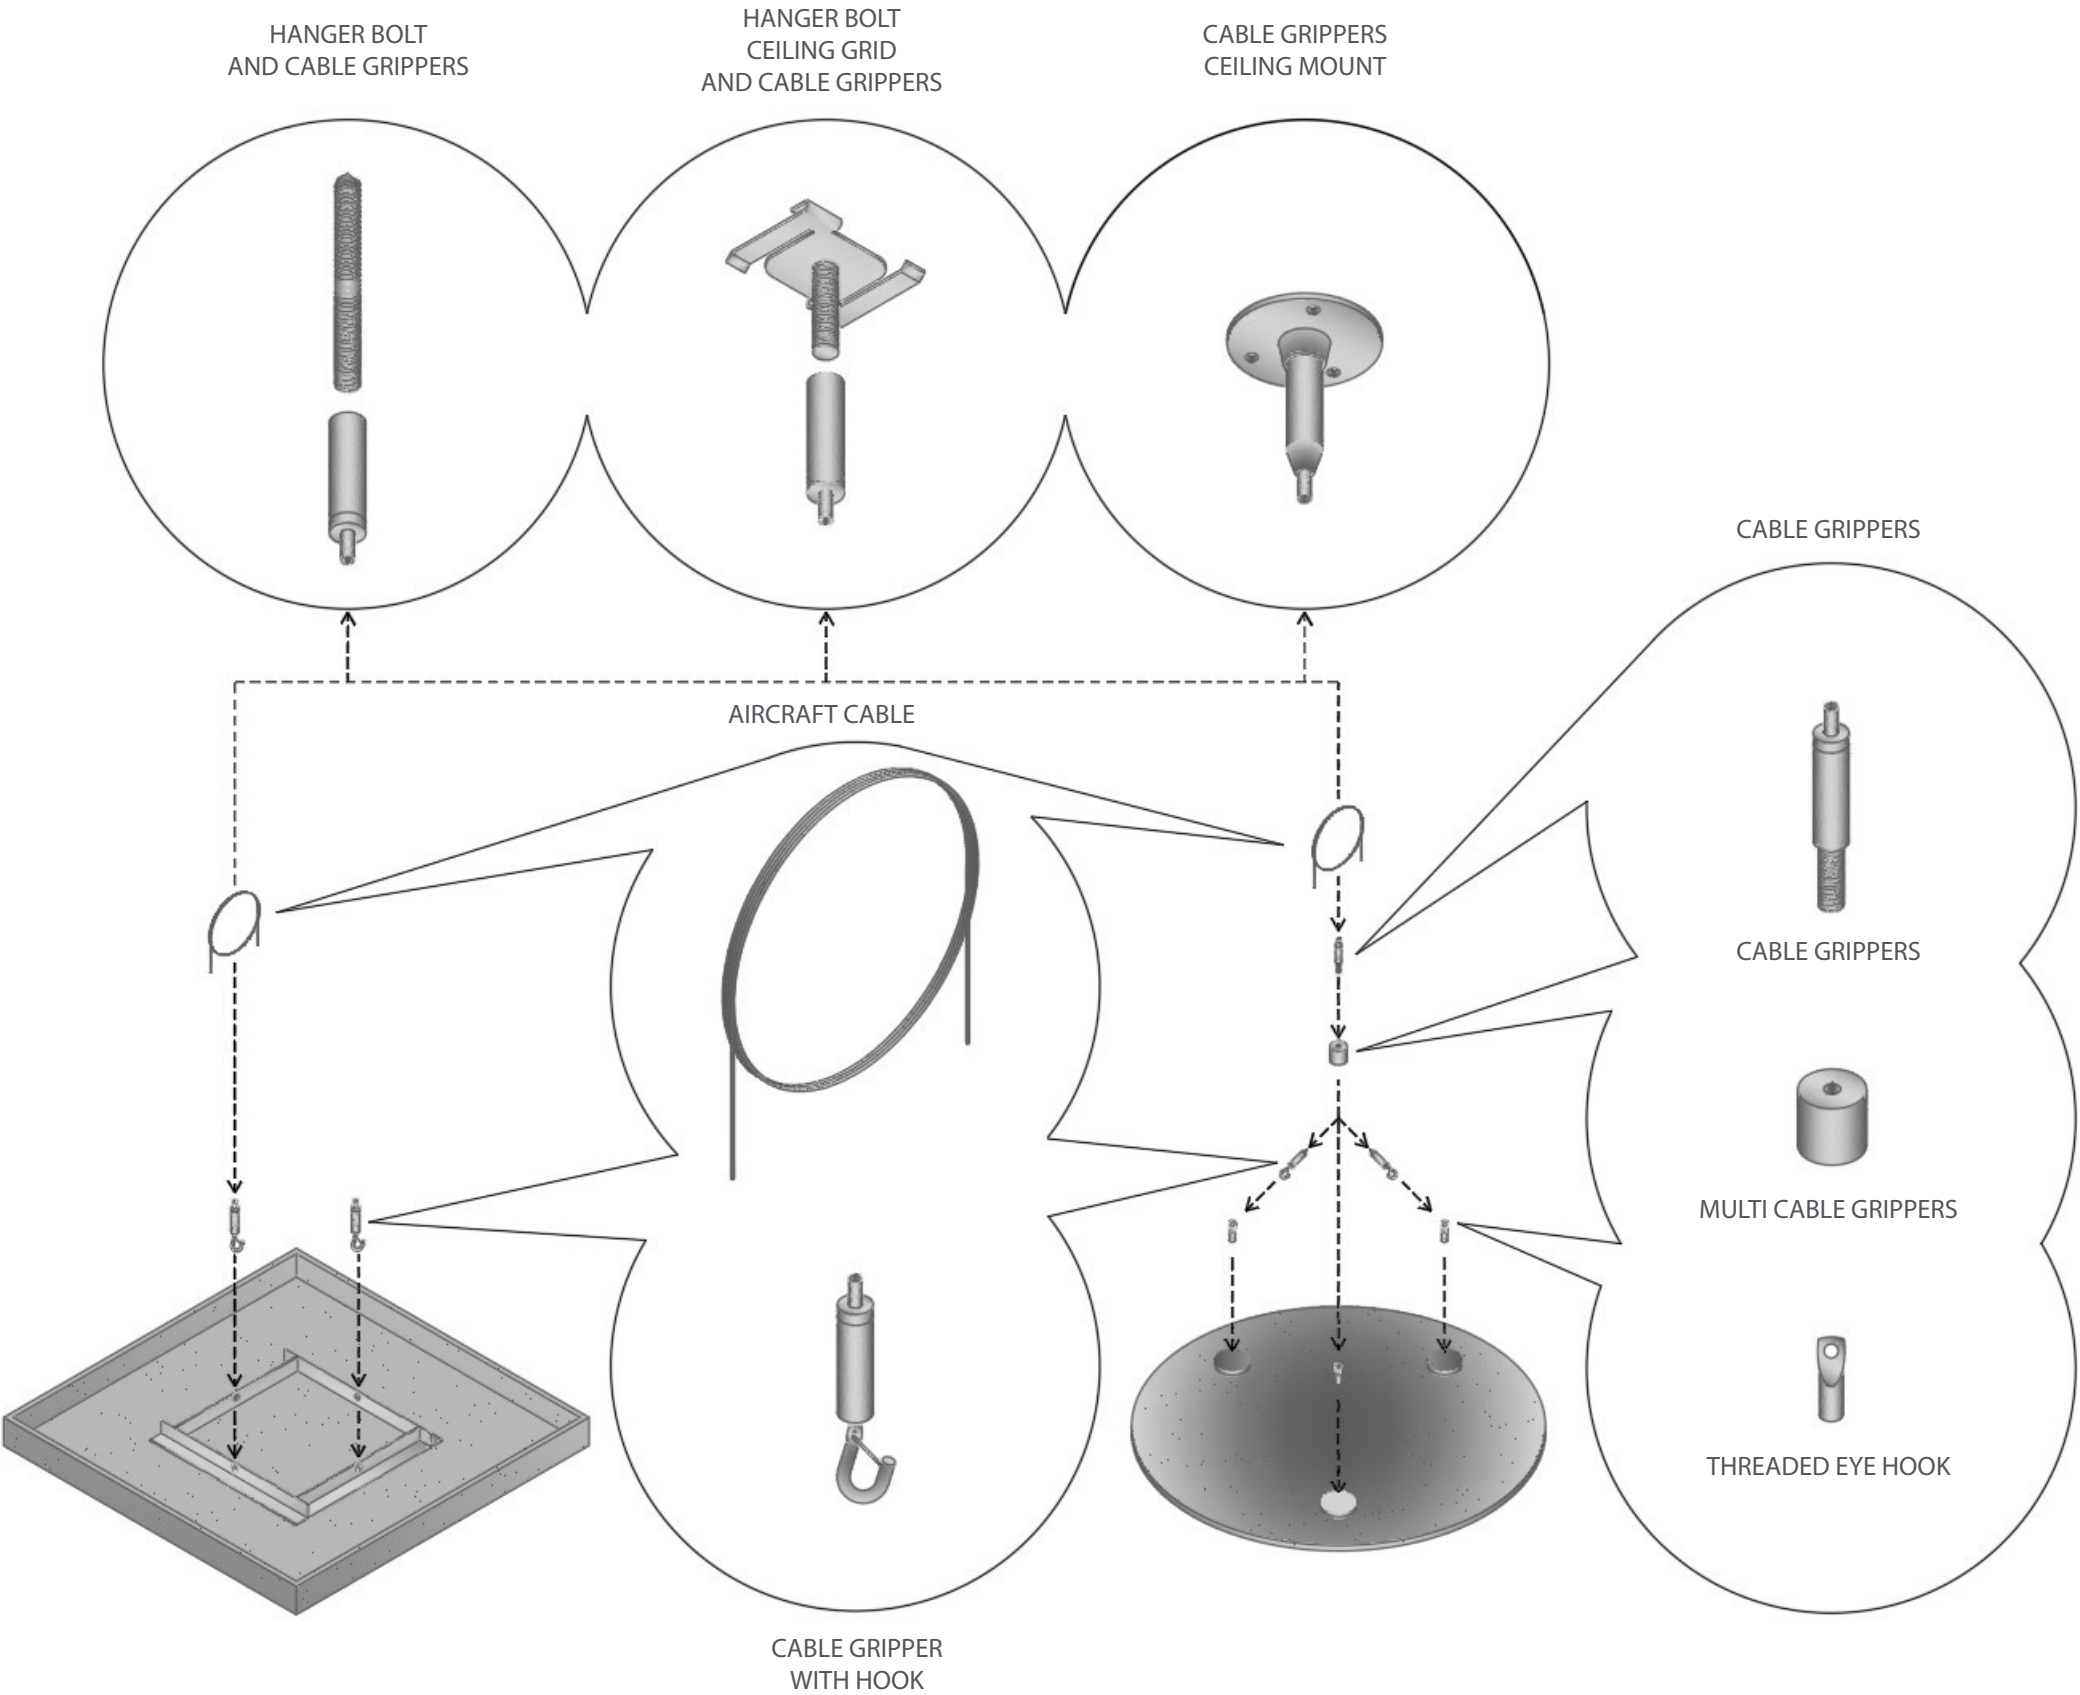 HANGER BOLT
AND CABLE GRIPPERS
HANGER BOLT
CEILING GRID
AND CABLE GRIPPERS
CABLE GRIPPERS
CEILING MOUNT
CABLE GRIPPERS
AIRCRAFT CABLE
CABLE GRIPPERS
MULTI CABLE GRIPPERS
THREADED EYE HOOK
CABLE GRIPPER
WITH HOOK